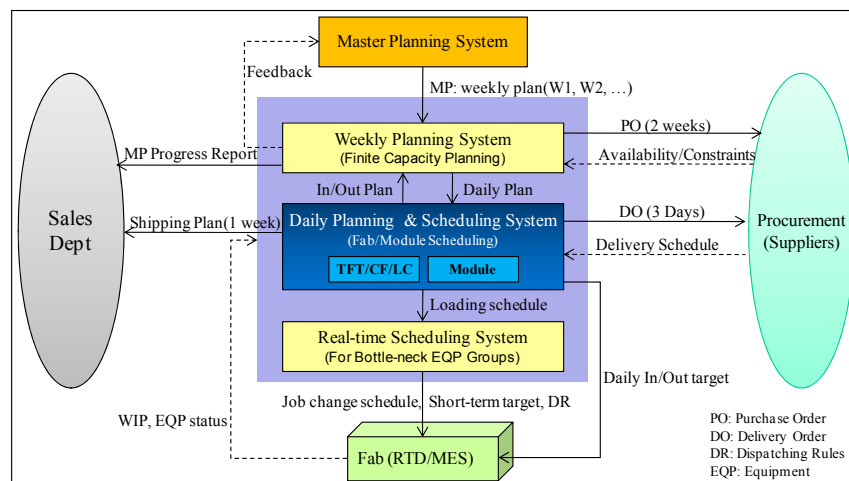 Master Planning System
Feedback
MP: weekly plan(W1, W2, …)
Weekly Planning System
(Finite Capacity Planning)
PO (2 weeks)
MP Progress Report
Availability/Constraints
In/Out Plan
Daily Plan
Sales
Dept
Shipping Plan(1 week)
Daily Planning & Scheduling System
(Fab/Module Scheduling)
DO (3 Days)
Procurement
(Suppliers)
Delivery Schedule
TFT/CF/LC
Module
Loading schedule
Real-time Scheduling System
(For Bottle-neck EQP Groups)
Daily In/Out target
Job change schedule, Short-term target, DR
WIP, EQP status
Fab (RTD/MES)
PO: Purchase Order
DO: Delivery Order
DR: Dispatching Rules
EQP: Equipment